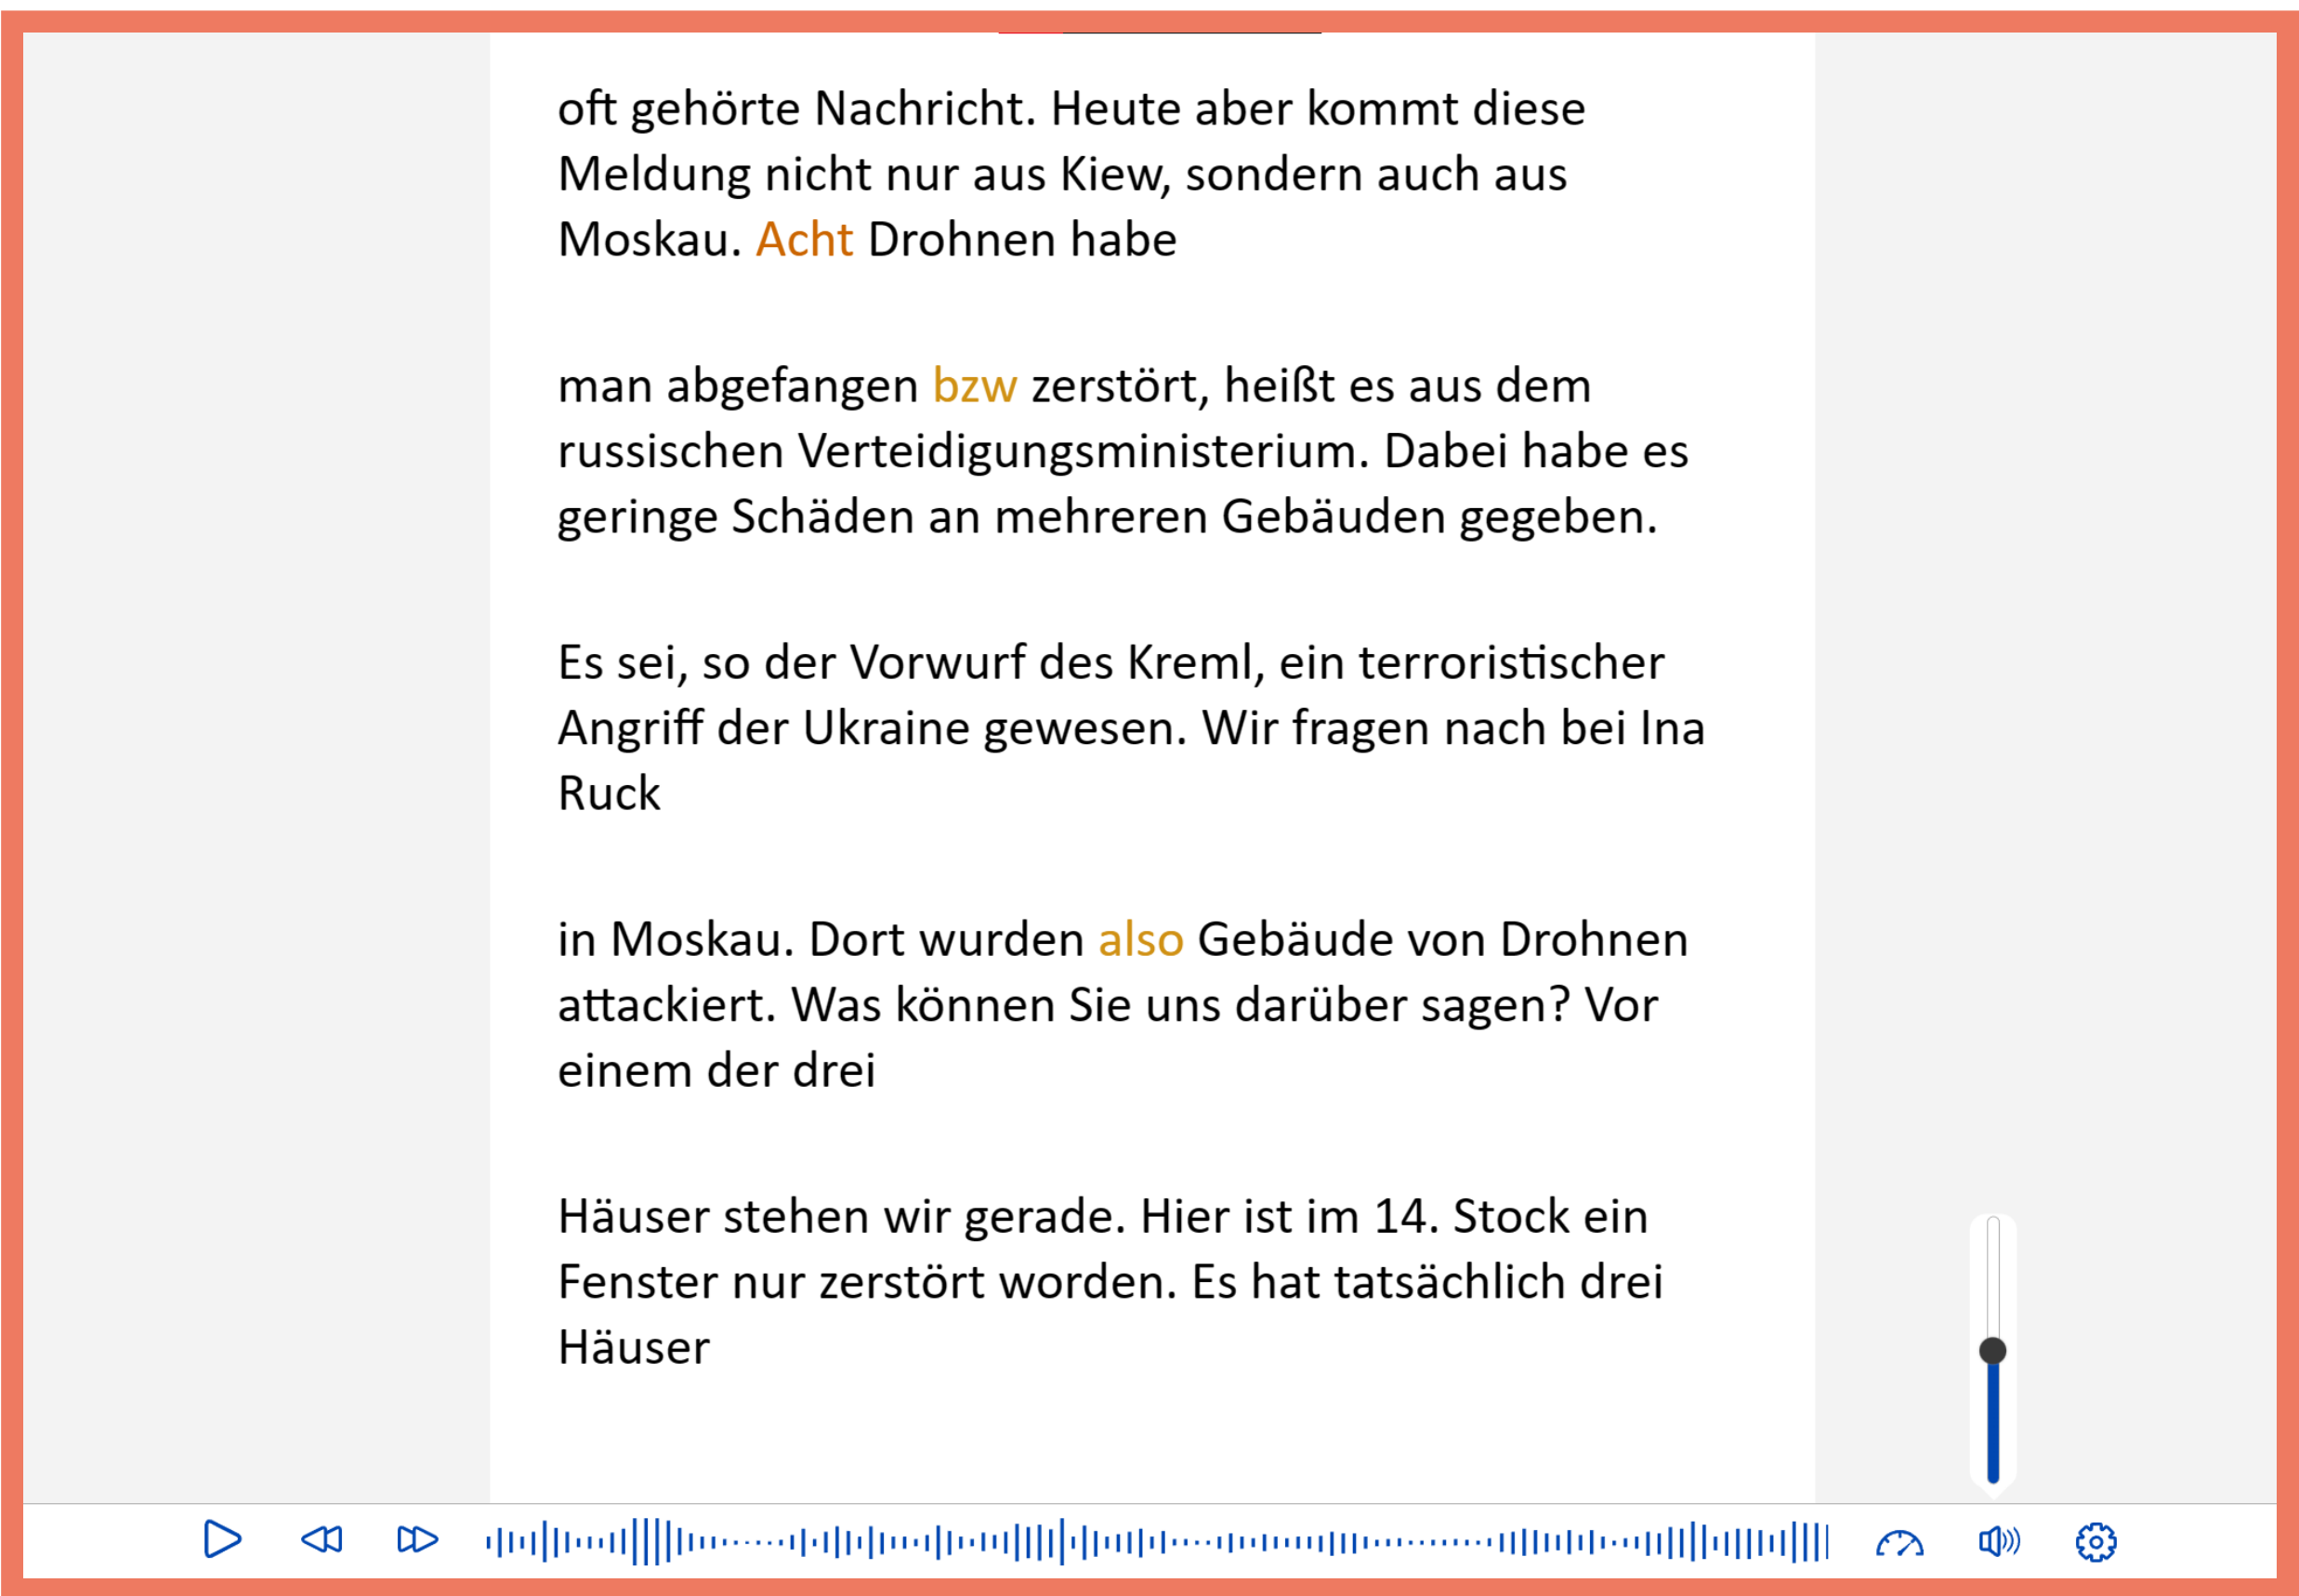 oft gehörte Nachricht. Heute aber kommt diese
Meldung nicht nur aus Kiew, sondern auch aus
Moskau. Acht Drohnen habe
man abgefangen bzw zerstört, heißt es aus dem
russischen Verteidigungsministerium. Dabei habe es
geringe Schäden an mehreren Gebäuden gegeben.
Es sei, so der Vorwurf des Kreml, ein terroristischer
Angriff der Ukraine gewesen. Wir fragen nach bei Ina
Ruck
in Moskau. Dort wurden also Gebäude von Drohnen
attackiert. Was können Sie uns darüber sagen? Vor
einem der drei
Häuser stehen wir gerade. Hier ist im 14. Stock ein
Fenster nur zerstört worden. Es hat tatsächlich drei
Häuser